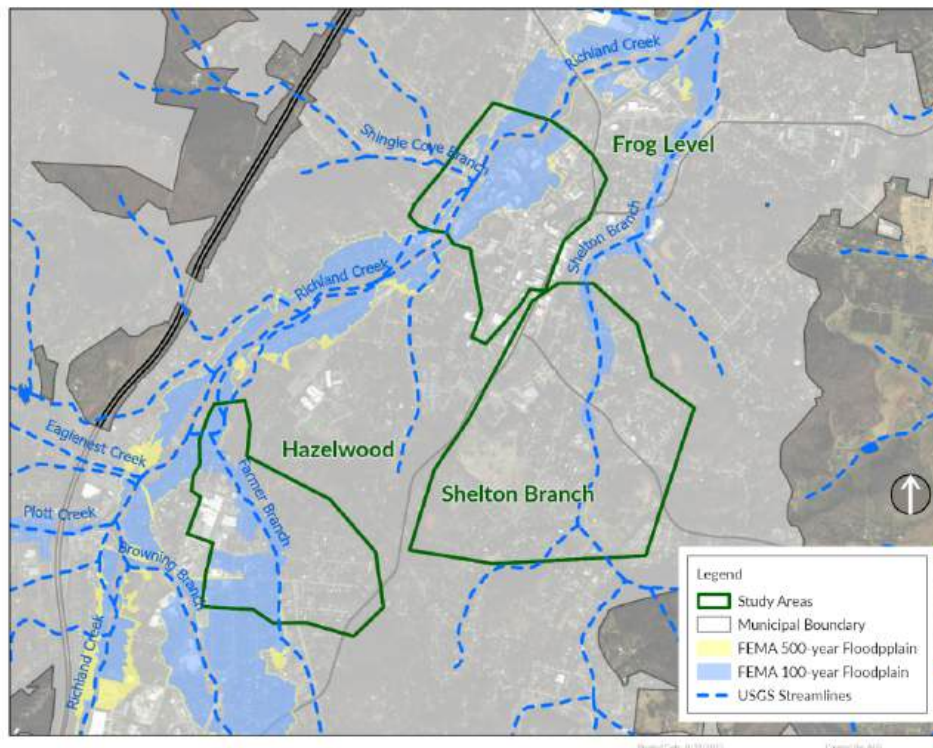 Richland Creek
Frog Level
Shingle Cove Branch
Shelton Branch
Richland Creek
Hazelwood
Eaglenest Creek
Farmer Branch
Shelton Branch
Plott Creek
Browning Branch
Richland Creek
Legend
Study Areas
Municipal Boundary
FEMA 500-year Floodpplain
FEMA 100-year Floodplain
USGS Streamlines